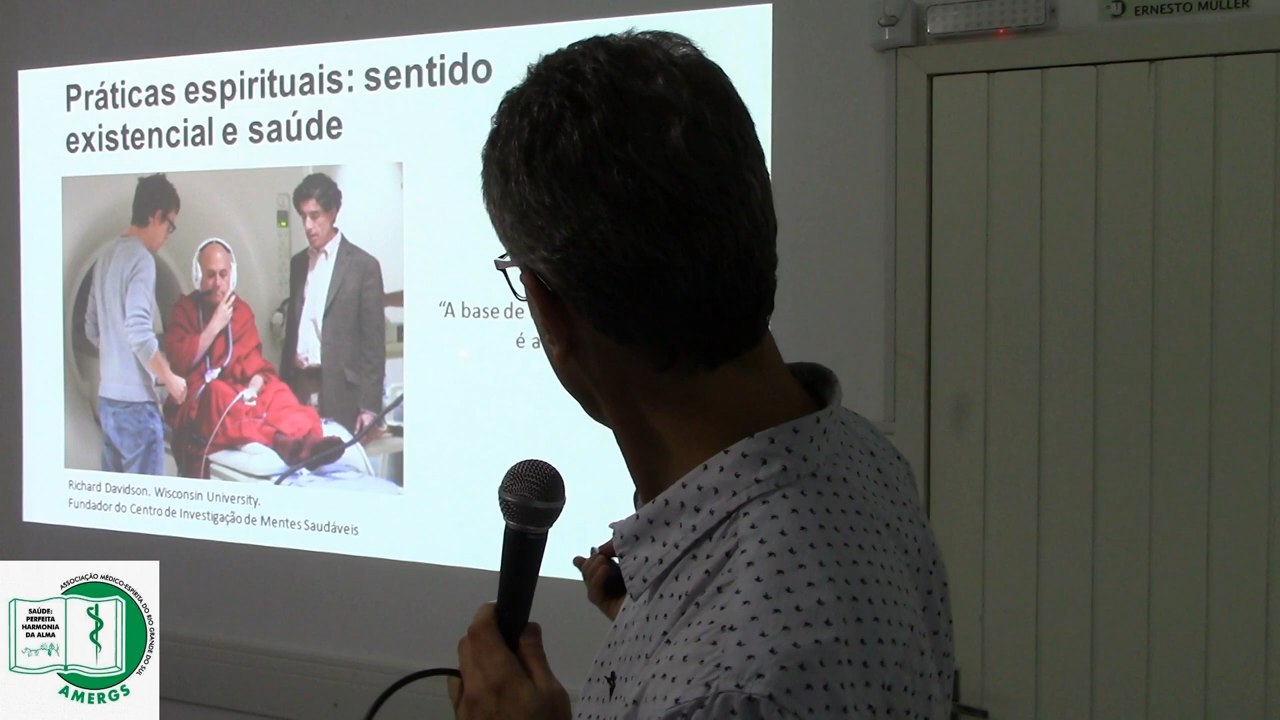 Práticas espirituais: sentido
existencial e saúde
“A base de
é a
Richard Davidson. Wisconsin University.
Fundador do Centro de Investigação de Mentes Saudáveis
ERNESTO MÜLLER
ASSOCIAÇÃO MÉDICO-ESPÍRITA DO RIO GRANDE DO SUL
SAÚDE:
PERFEITA
HARMONIA
DA ALMA
AMERGS